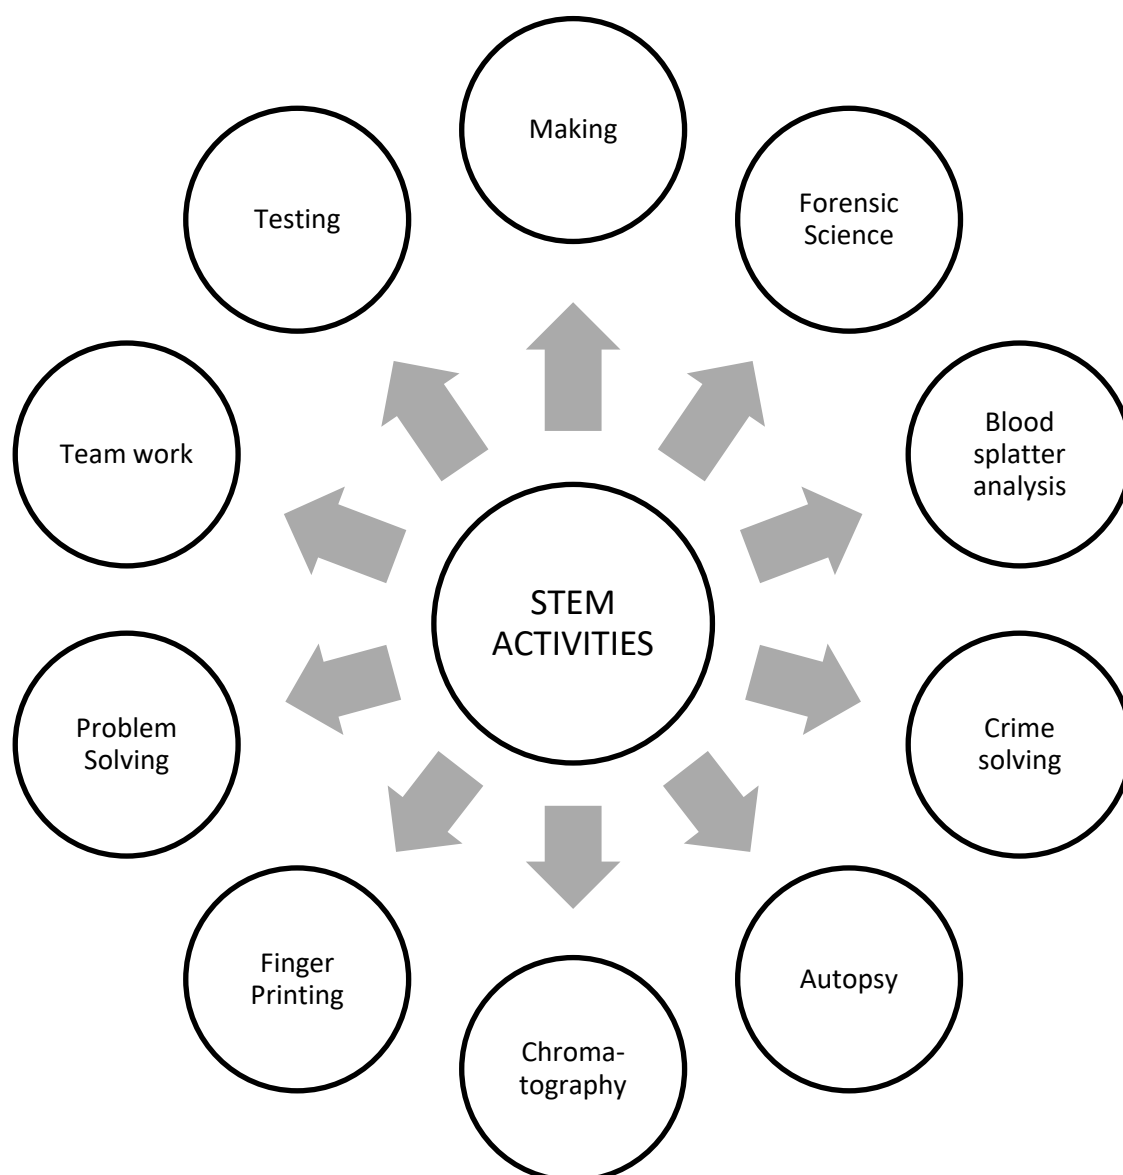 Making
Forensic
Science
Blood
splatter
analysis
Crime
solving
Autopsy
Chroma-
tography
Finger
Printing
Problem
Solving
Team work
Testing
STEM
ACTIVITIES